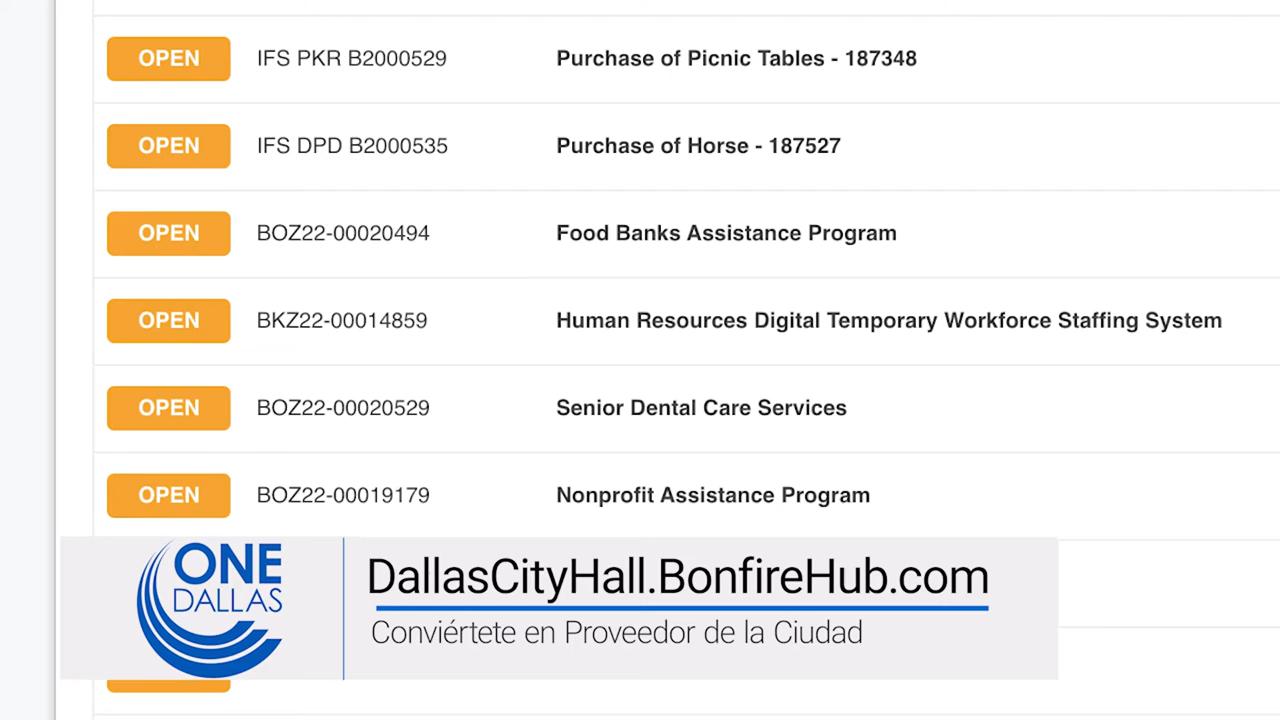 OPEN IFS PKR B2000529 Purchase of Picnic Tables - 187348
OPEN IFS DPD B2000535 Purchase of Horse - 187527
OPEN BOZ22-00020494 Food Banks Assistance Program
OPEN BKZ22-00014859 Human Resources Digital Temporary Workforce Staffing System
OPEN BOZ22-00020529 Senior Dental Care Services
OPEN BOZ22-00019179 Nonprofit Assistance Program
ONE
DALLAS
DallasCityHall.BonfireHub.com
Conviértete en Proveedor de la Ciudad